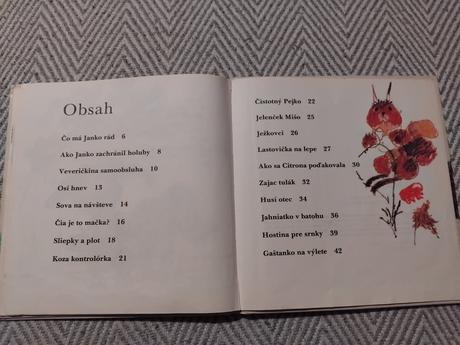 Obsah
Čo má Janko rád 6
Ako Janko zachránil holuby 8
Veveričkina samoobsluha 11
Osí hnev 13
Sova na návšteve 14
Čia je to mačka? 16
Sliepky a plot 18
Koza kontrolórka 21
Čistotný Pejko 22
Jelenček Mišo 25
Ježkovci 26
Lastovička na lepe 27
Ako sa Citrona poďakovala 30
Zajac tulák 32
Husí otec 34
Jahniatko v batohu 36
Hostina pre srnky 39
Gaštanko na výlete 42